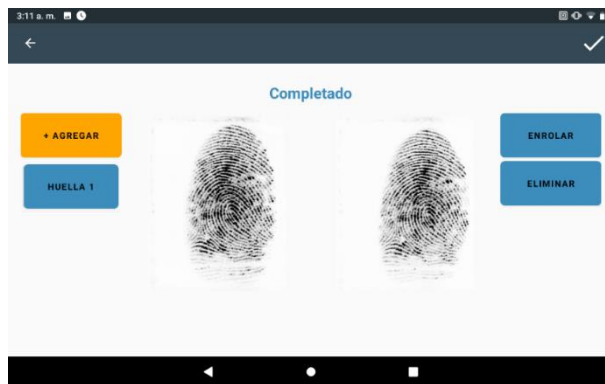 3:11 a. m.
Completado
+ AGREGAR
HUELLA 1
ENROLAR
ELIMINAR